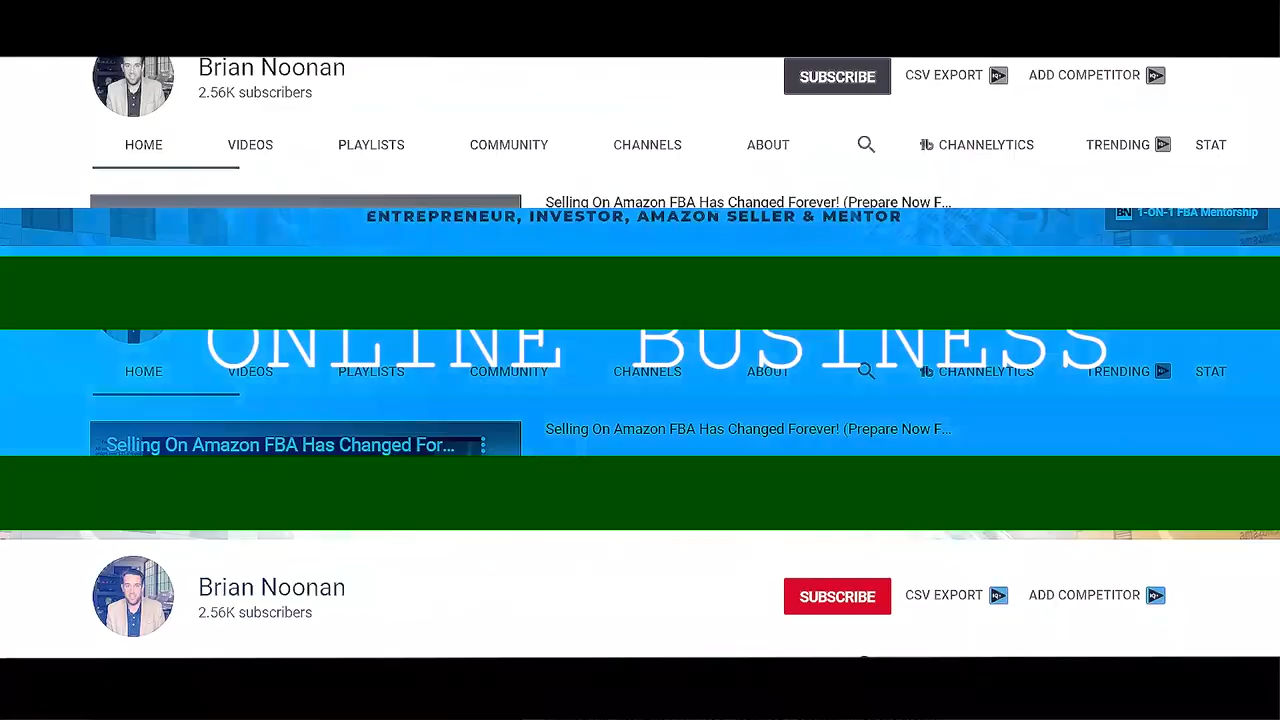 Brian Noonan
2.56K subscribers
SUBSCRIBE CSV EXPORT ADD COMPETITOR
HOME VIDEOS PLAYLISTS COMMUNITY CHANNELS ABOUT CHANNELYTICS TRENDING STAT
Selling On Amazon FBA Has Changed Forever! (Prepare Now F...
ENTREPRENEUR, INVESTOR, AMAZON SELLER & MENTOR
BN 1-ON-1 FBA Mentorship
ONLINE BUSINESS
HOME VIDEOS PLAYLISTS COMMUNITY CHANNELS ABOUT CHANNELYTICS TRENDING STAT
Selling On Amazon FBA Has Changed For...
Selling On Amazon FBA Has Changed Forever! (Prepare Now F...
Brian Noonan
2.56K subscribers
SUBSCRIBE CSV EXPORT ADD COMPETITOR